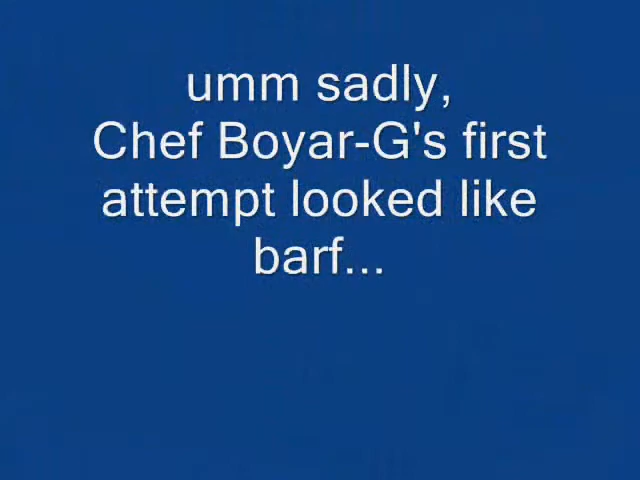 umm sadly,
Chef Boyar-G's first
attempt looked like
barf...